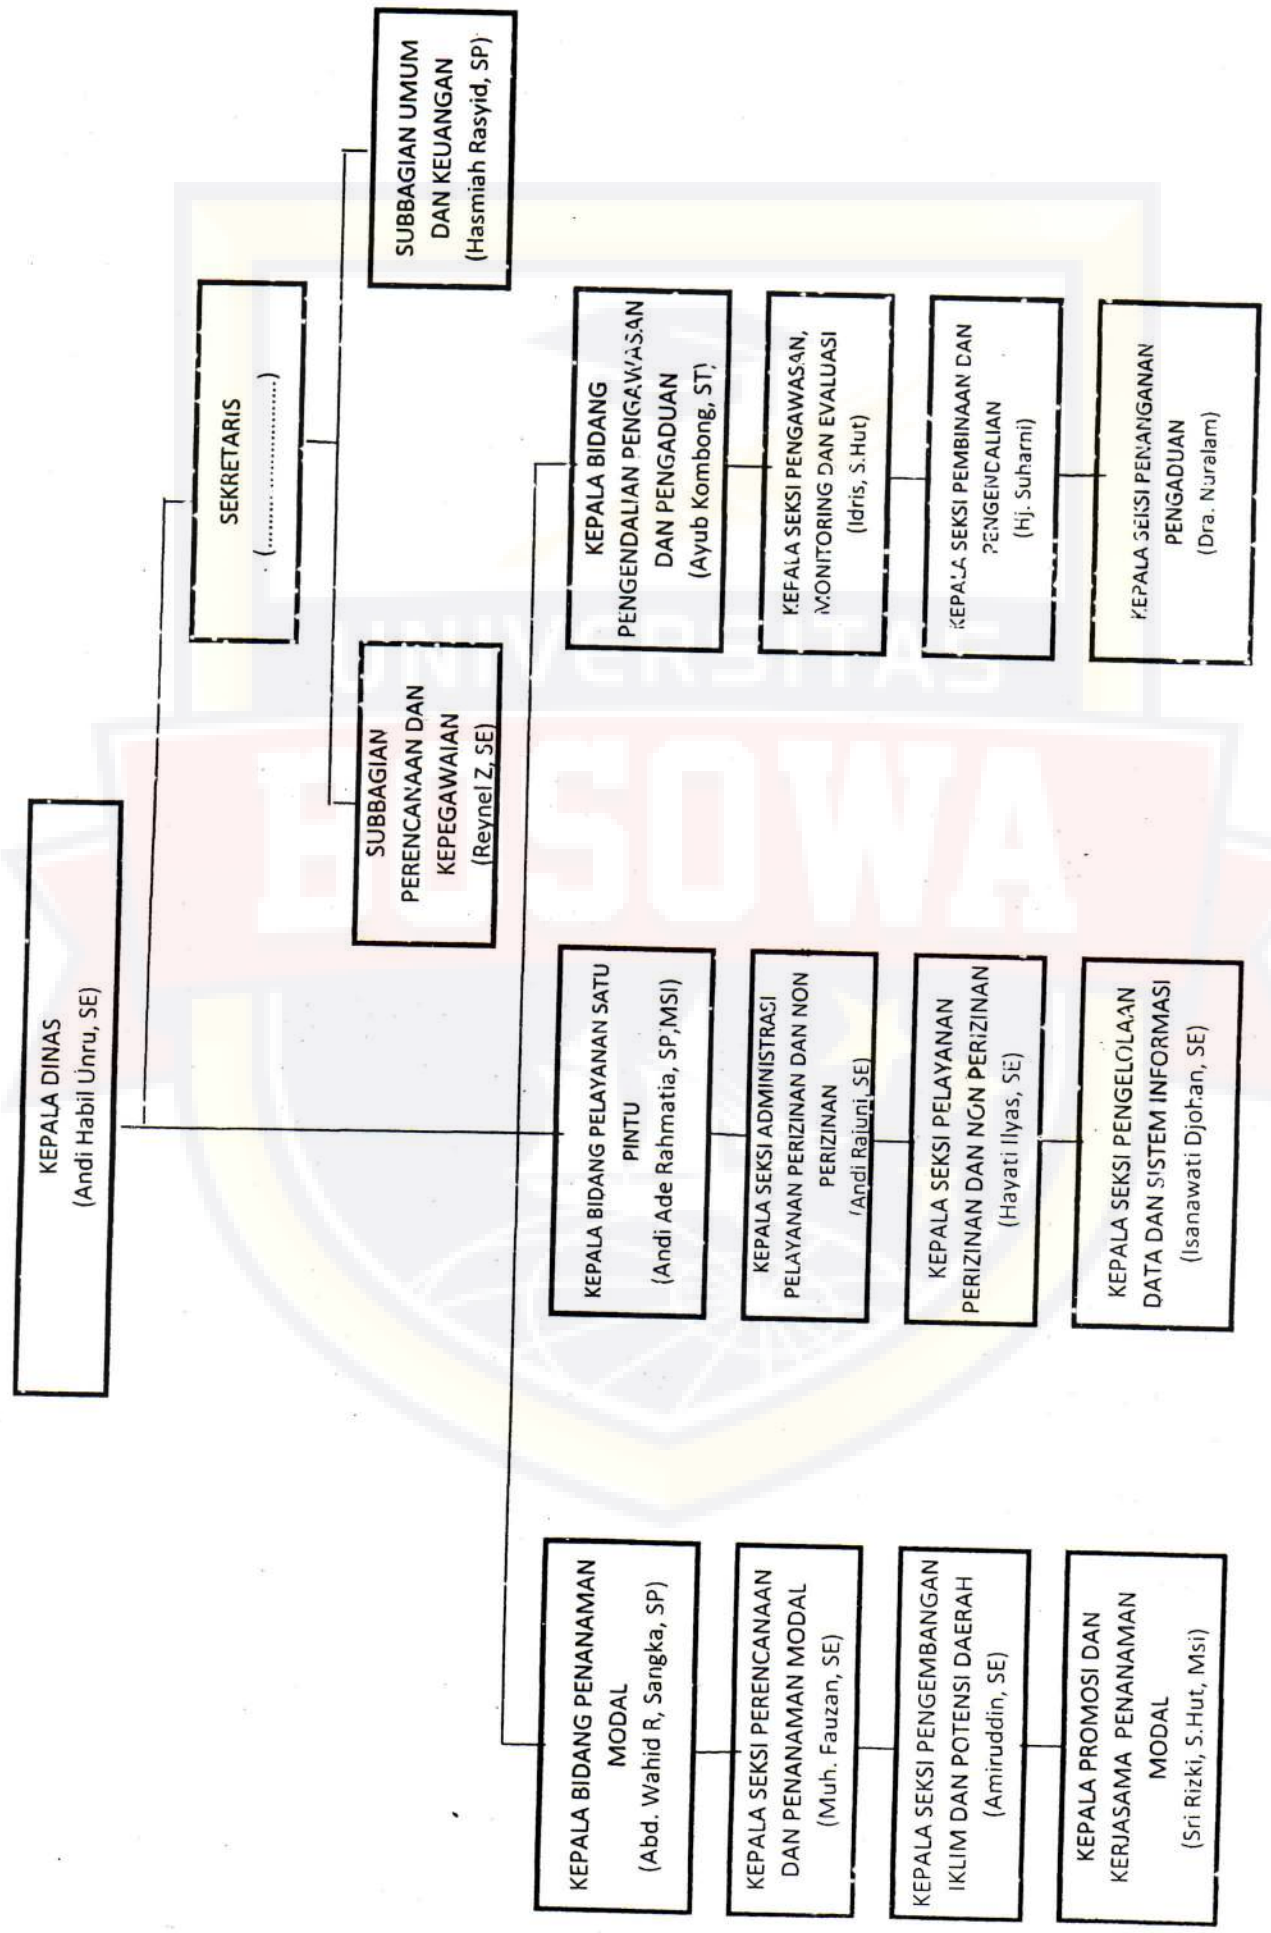 KEPALA DINAS
(Andi Habil Unru, SE)
SEKRETARIS
(........................)
SUBBAGIAN
PERENCANAAN DAN
KEPEGAWAIAN
(Reynel Z, SE)
SUBBAGIAN UMUM
DAN KEUANGAN
(Hasmiah Rasyid, SP)
KEPALA BIDANG PENANAMAN
MODAL
(Abd. Wahid R, Sangka, SP)
KEPALA SEKSI PERENCANAAN
DAN PENANAMAN MODAL
(Muh. Fauzan, SE)
KEPALA SEKSI PENGEMBANGAN
IKLIM DAN POTENSI DAERAH
(Amiruddin, SE)
KEPALA PROMOSI DAN
KERJASAMA PENANAMAN
MODAL
(Sri Rizki, S.Hut, Msi)
KEPALA BIDANG PELAYANAN SATU
PINTU
(Andi Ade Rahmatia, SP,MSI)
KEPALA SEKSI ADMINISTRASI
PELAYANAN PERIZINAN DAN NON
PERIZINAN
(Andi Rajuni, SE)
KEPALA SEKSI PELAYANAN
PERIZINAN DAN NON PERIZINAN
(Hayati Ilyas, SE)
KEPALA SEKSI PENGELOLAAN
DATA DAN SISTEM INFORMASI
(Isanawati Djohan, SE)
KEPALA BIDANG
PENGENDALIAN PENGAWASAN
DAN PENGADUAN
(Ayub Kombong, ST)
KEPALA SEKSI PENGAWASAN,
MONITORING DAN EVALUASI
(Idris, S.Hut)
KEPALA SEKSI PEMBINAAN DAN
PENGENDALIAN
(Hj. Suharni)
KEPALA SEKSI PENANGANAN
PENGADUAN
(Dra. Nuralam)
UNIVERSITAS
BOSOWA